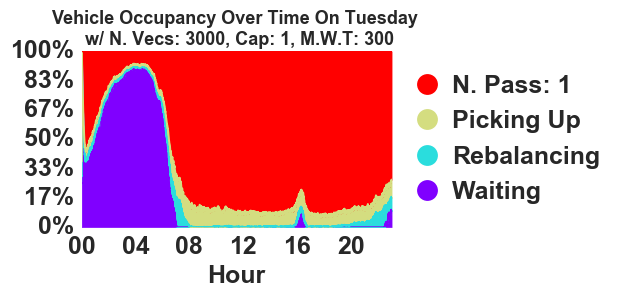 Vehicle Occupancy Over Time On Tuesday
w/ N. Vecs: 3000, Cap: 1, M.W.T: 300
100%
83%
67%
50%
33%
17%
0%
00 04 08 12 16 20
Hour
N. Pass: 1
Picking Up
Rebalancing
Waiting